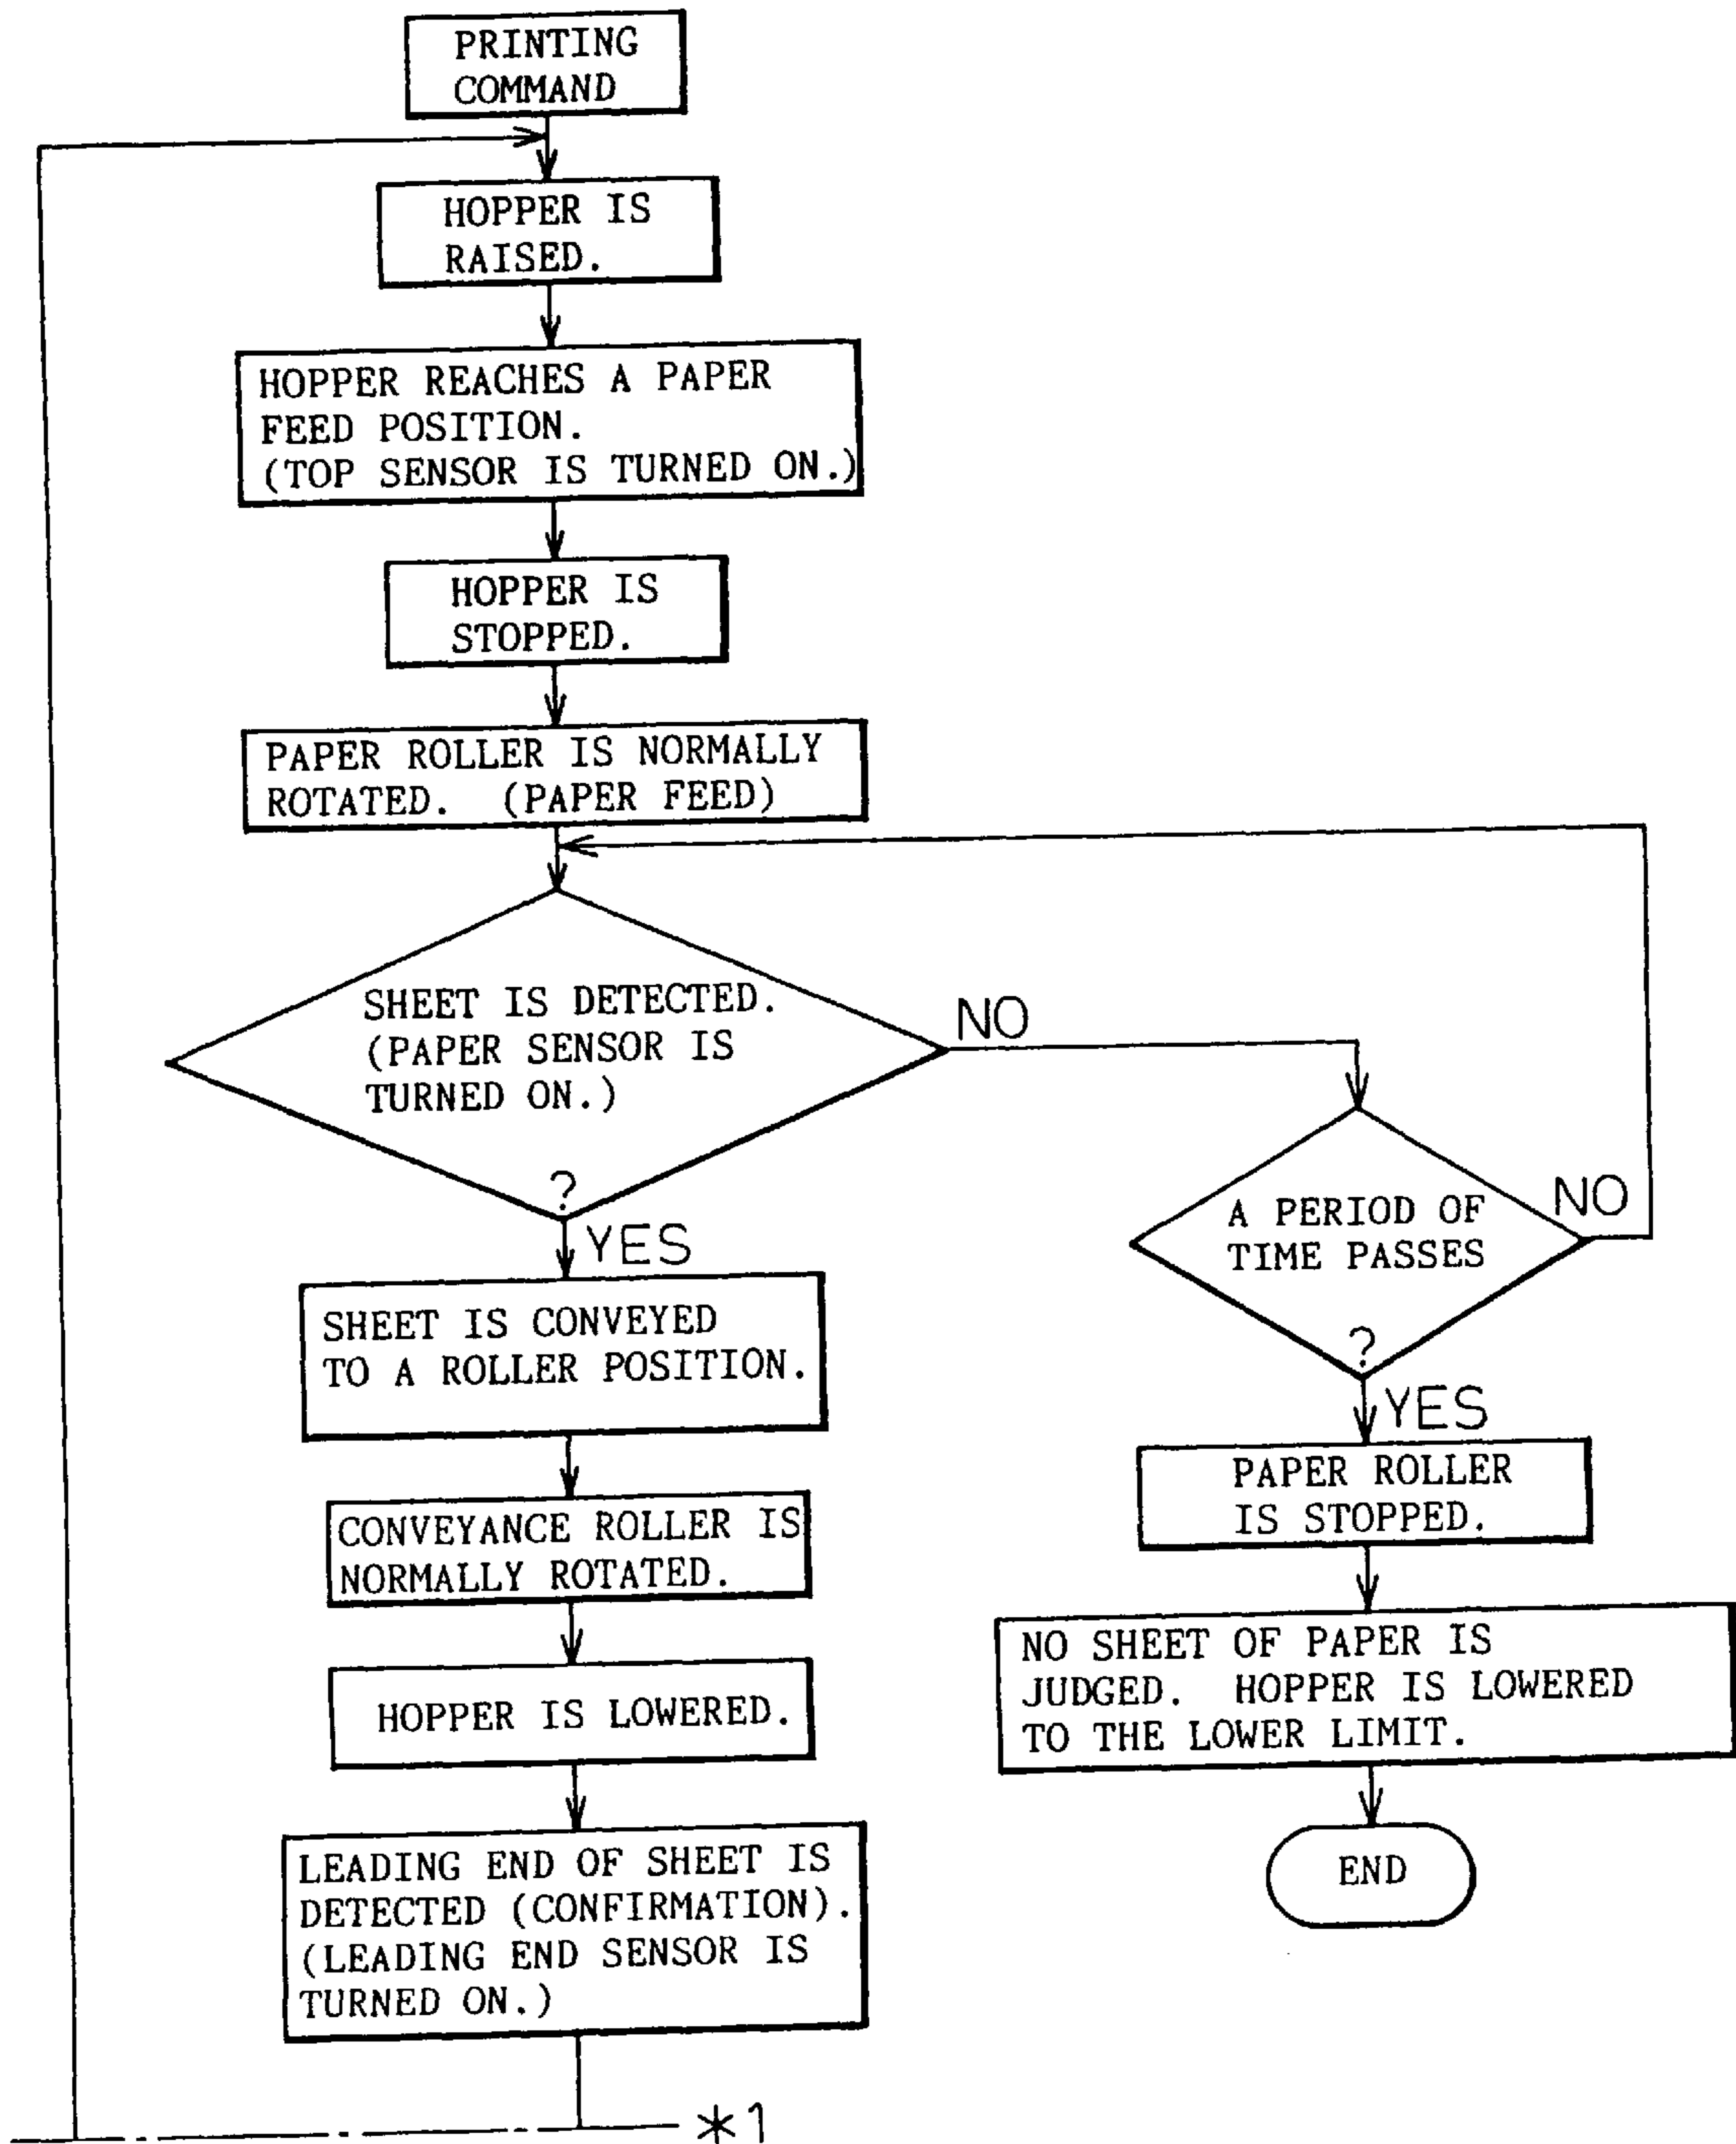 PRINTING
COMMAND
HOPPER IS
RAISED.
HOPPER REACHES A PAPER
FEED POSITION.
(TOP SENSOR IS TURNED ON.)
HOPPER IS
STOPPED.
PAPER ROLLER IS NORMALLY
ROTATED. (PAPER FEED)
SHEET IS DETECTED.
(PAPER SENSOR IS
TURNED ON.)
?
NO
YES
A PERIOD OF
TIME PASSES
?
NO
YES
SHEET IS CONVEYED
TO A ROLLER POSITION.
CONVEYANCE ROLLER IS
NORMALLY ROTATED.
HOPPER IS LOWERED.
LEADING END OF SHEET IS
DETECTED (CONFIRMATION).
(LEADING END SENSOR IS
TURNED ON.)
PAPER ROLLER
IS STOPPED.
NO SHEET OF PAPER IS
JUDGED. HOPPER IS LOWERED
TO THE LOWER LIMIT.
END
*1